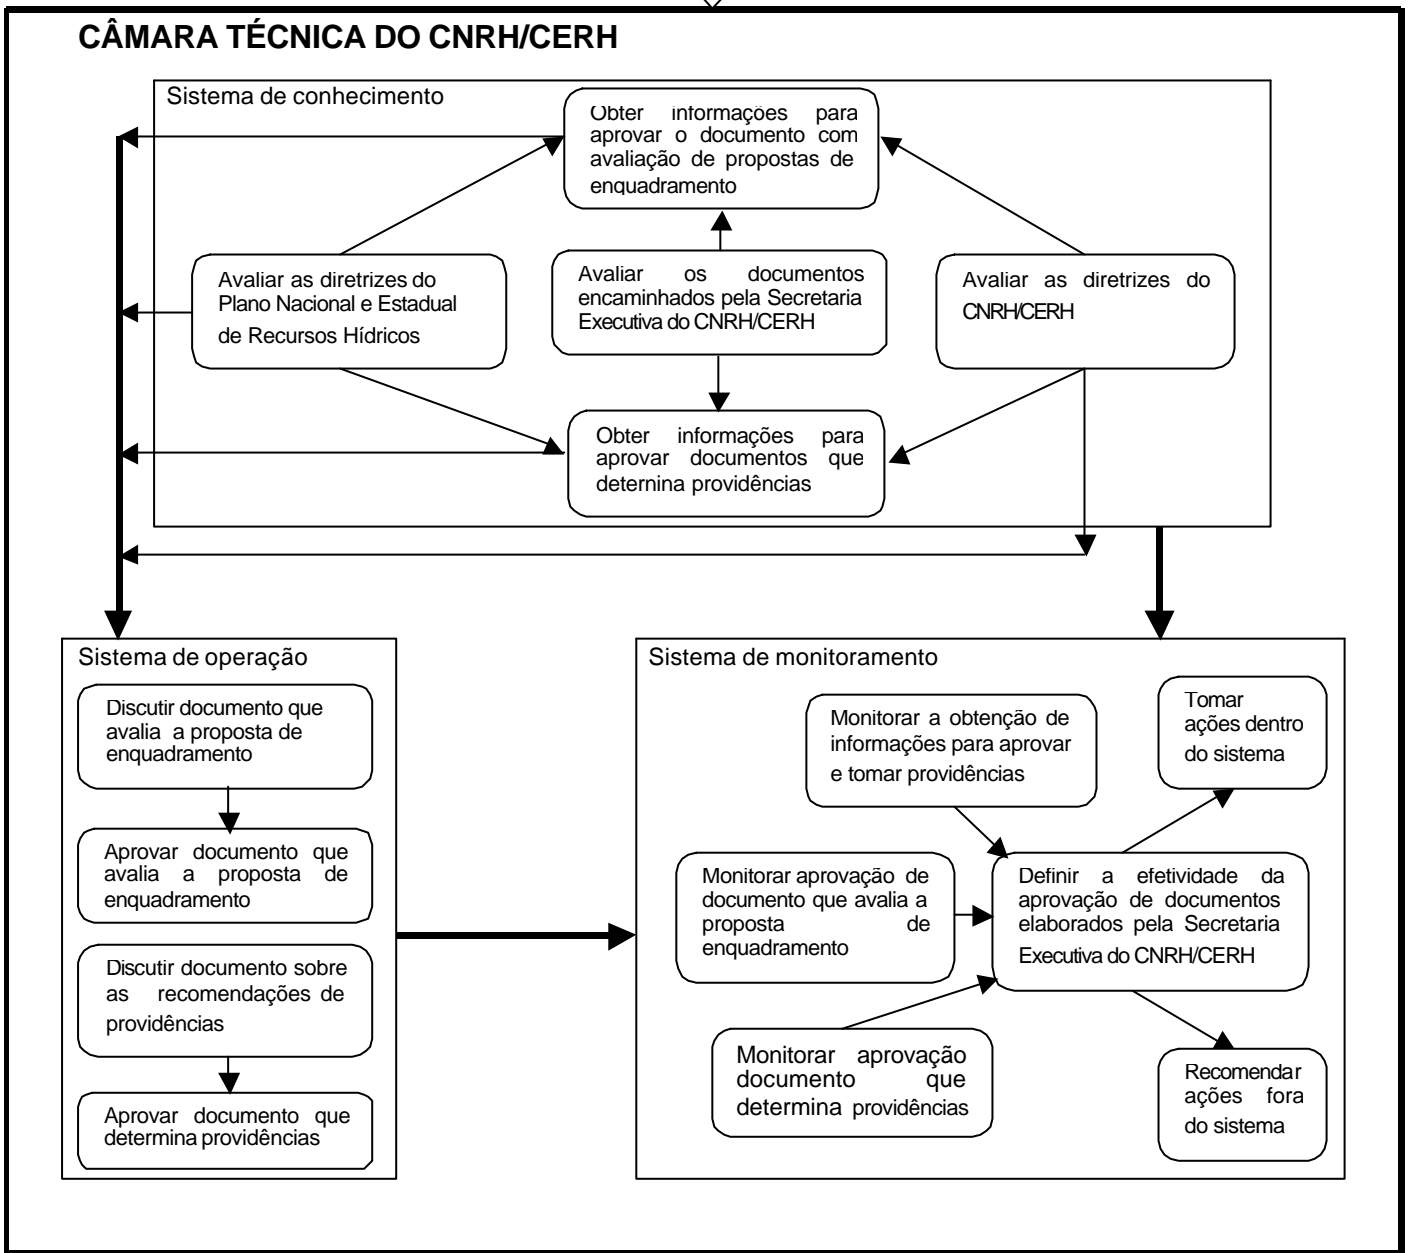 CÂMARA TÉCNICA DO CNRH/CERH
Sistema de conhecimento
Obter informações para
aprovar o documento com
avaliação de propostas de
enquadramento
Avaliar as diretrizes do
Plano Nacional e Estadual
de Recursos Hídricos
Avaliar os documentos
encaminhados pela Secretaria
Executiva do CNRH/CERH
Avaliar as diretrizes do
CNRH/CERH
Obter informações para
aprovar documentos que
deternina providências
Sistema de operação
Discutir documento que
avalia a proposta de
enquadramento
Aprovar documento que
avalia a proposta de
enquadramento
Discutir documento sobre
as recomendações de
providências
Aprovar documento que
determina providências
Sistema de monitoramento
Monitorar a obtenção de
informações para aprovar
e tomar providências
Tomar
ações dentro
do sistema
Monitorar aprovação de
documento que avalia a
proposta de
enquadramento
Definir a efetividade da
aprovação de documentos
elaborados pela Secretaria
Executiva do CNRH/CERH
Monitorar aprovação
documento que
determina providências
Recomendar
ações fora
do sistema